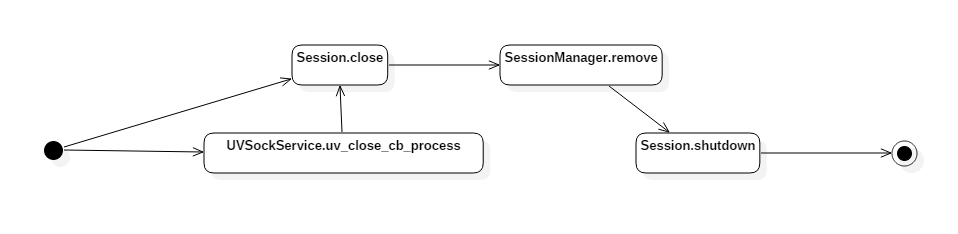 Session.close
SessionManager.remove
UVSockService.uv_close_cb_process
Session.shutdown